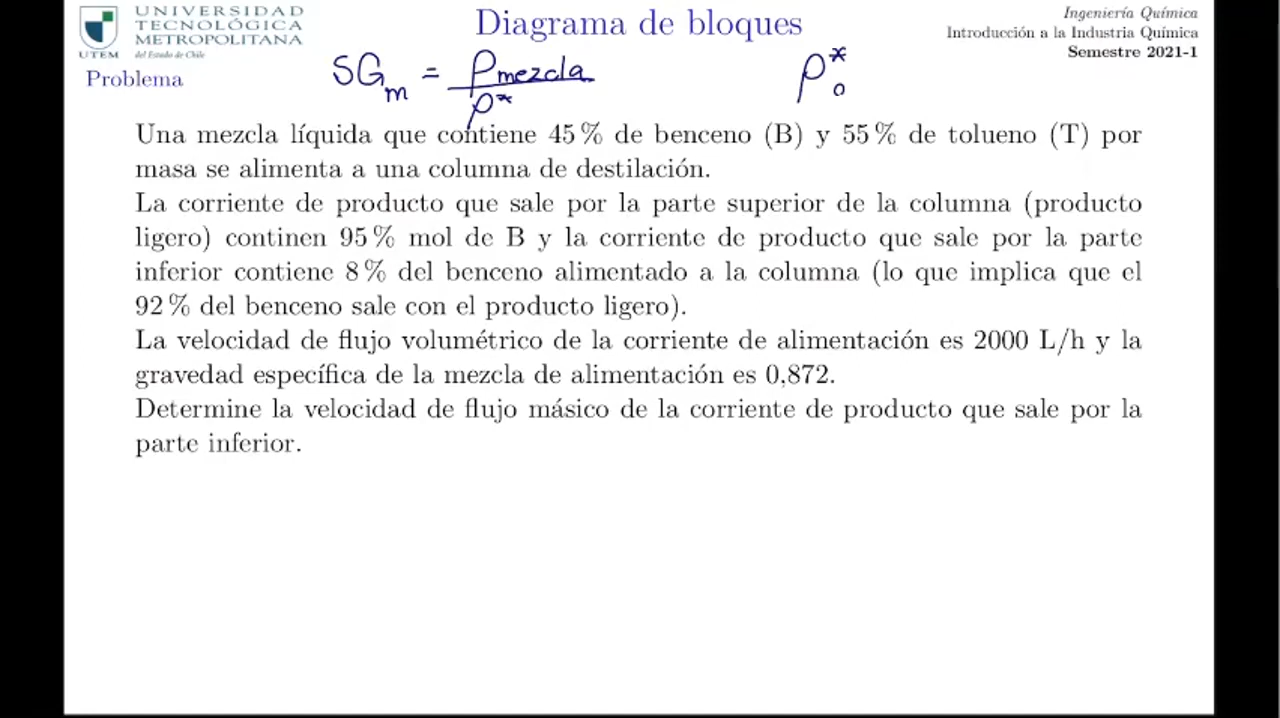 UNIVERSIDAD
TECNOLÓGICA
METROPOLITANA
UTEM del Estado de Chile
Diagrama de bloques
Ingeniería Química
Introducción a la Industria Química
Semestre 2021-1
Problema
SGm = ρmezcla / ρ*
ρ*o
Una mezcla líquida que contiene 45 % de benceno (B) y 55 % de tolueno (T) por
masa se alimenta a una columna de destilación.
La corriente de producto que sale por la parte superior de la columna (producto
ligero) continen 95 % mol de B y la corriente de producto que sale por la parte
inferior contiene 8 % del benceno alimentado a la columna (lo que implica que el
92 % del benceno sale con el producto ligero).
La velocidad de flujo volumétrico de la corriente de alimentación es 2000 L/h y la
gravedad específica de la mezcla de alimentación es 0,872.
Determine la velocidad de flujo másico de la corriente de producto que sale por la
parte inferior.